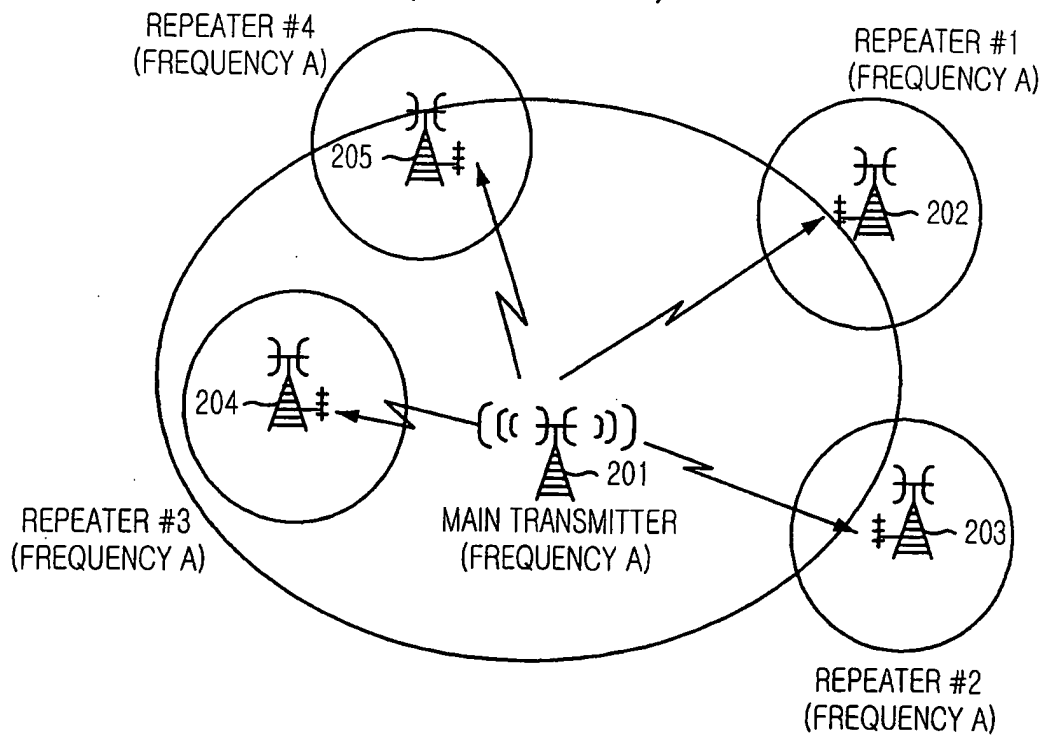 REPEATER #4
(FREQUENCY A)
REPEATER #1
(FREQUENCY A)
205
202
204
201
MAIN TRANSMITTER
(FREQUENCY A)
203
REPEATER #3
(FREQUENCY A)
REPEATER #2
(FREQUENCY A)